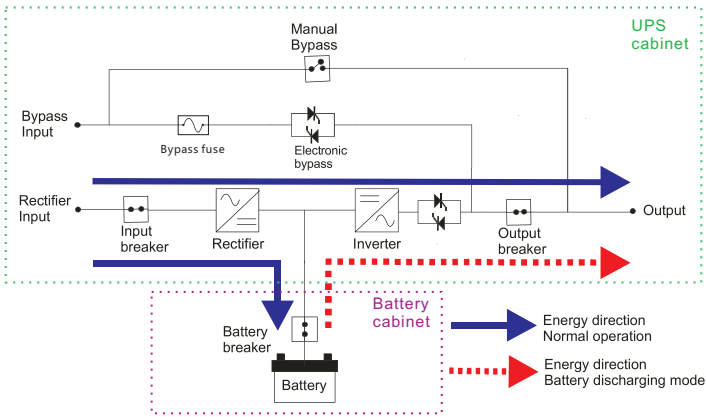 UPS
cabinet
Manual
Bypass
Bypass
Input
Bypass fuse
Electronic
bypass
Rectifier
Input
Input
breaker
Rectifier
Inverter
Output
breaker
Output
Battery
cabinet
Battery
breaker
Battery
Energy direction
Normal operation
Energy direction
Battery discharging mode